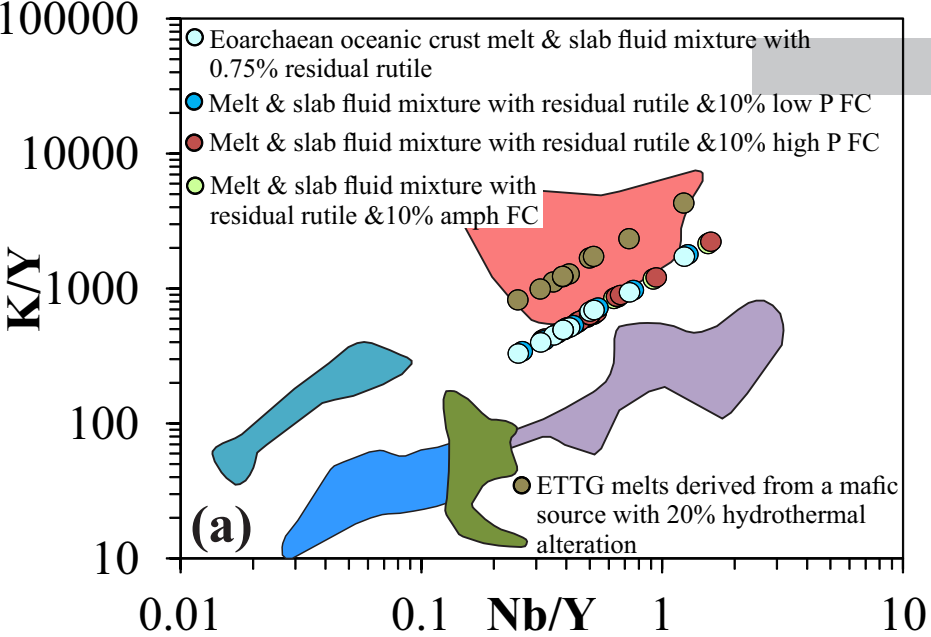 100000
Eoarchaean oceanic crust melt & slab fluid mixture with
0.75% residual rutile
Melt & slab fluid mixture with residual rutile &10% low P FC
10000
Melt & slab fluid mixture with residual rutile &10% high P FC
Melt & slab fluid mixture with
residual rutile &10% amph FC
K/Y
1000
100
ETTG melts derived from a mafic
source with 20% hydrothermal
alteration
(a)
10
0.01
0.1
Nb/Y
1
10